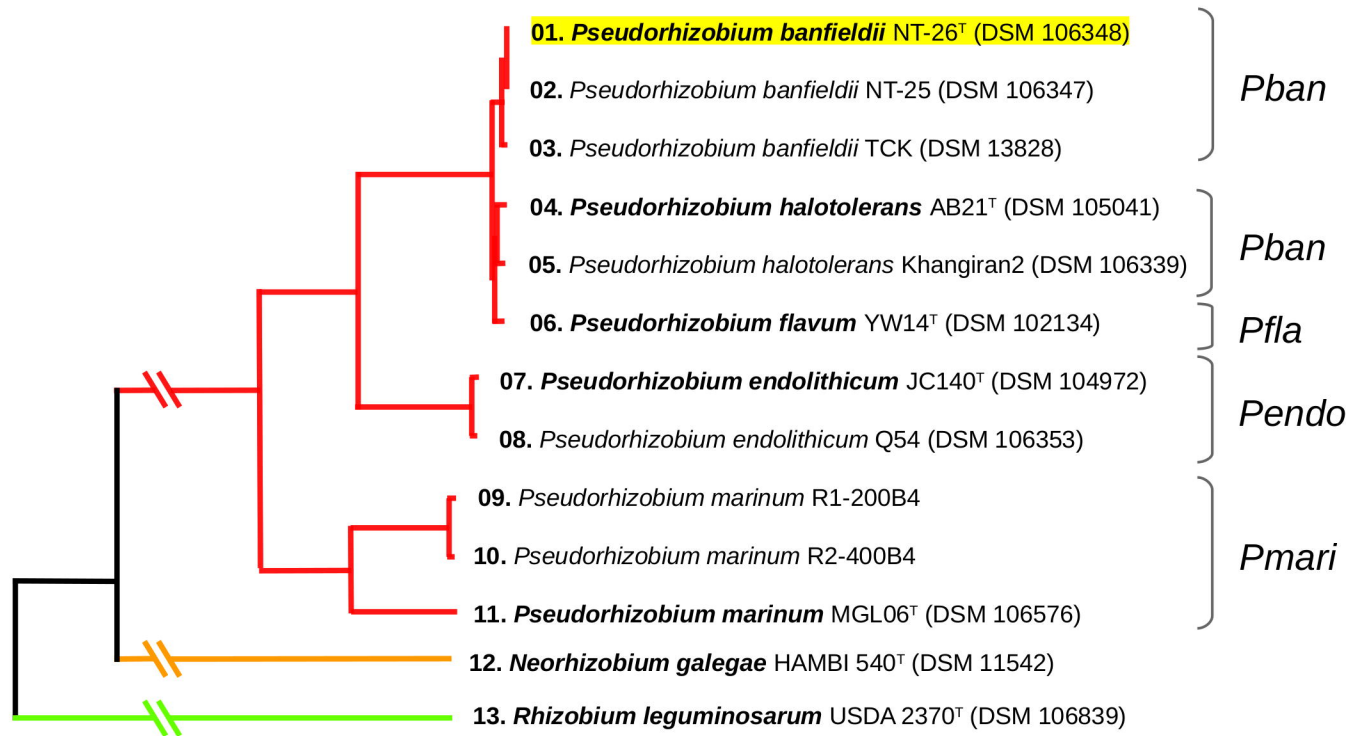 01. Pseudorhizobium banfieldii NT-26ᵀ (DSM 106348)
02. Pseudorhizobium banfieldii NT-25 (DSM 106347)
Pban
03. Pseudorhizobium banfieldii TCK (DSM 13828)
04. Pseudorhizobium halotolerans AB21ᵀ (DSM 105041)
Pban
05. Pseudorhizobium halotolerans Khangiran2 (DSM 106339)
06. Pseudorhizobium flavum YW14ᵀ (DSM 102134)
Pfla
07. Pseudorhizobium endolithicum JC140ᵀ (DSM 104972)
Pendo
08. Pseudorhizobium endolithicum Q54 (DSM 106353)
09. Pseudorhizobium marinum R1-200B4
10. Pseudorhizobium marinum R2-400B4
Pmari
11. Pseudorhizobium marinum MGL06ᵀ (DSM 106576)
12. Neorhizobium galegae HAMBI 540ᵀ (DSM 11542)
13. Rhizobium leguminosarum USDA 2370ᵀ (DSM 106839)